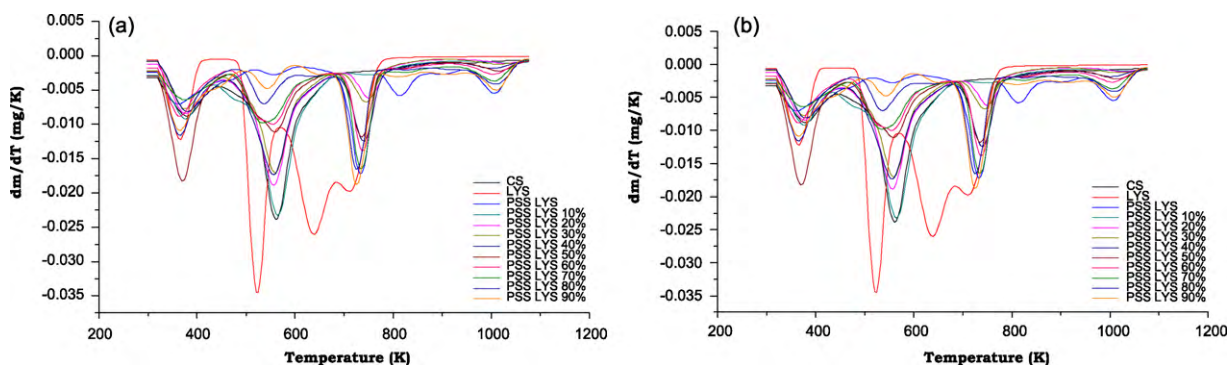 (a)
0.005
0.000
-0.005
-0.010
-0.015
-0.020
-0.025
-0.030
-0.035
dm/dT (mg/K)
200
400
600
800
1000
1200
Temperature (K)
CS
LYS
PSS LYS
PSS LYS 10%
PSS LYS 20%
PSS LYS 30%
PSS LYS 40%
PSS LYS 50%
PSS LYS 60%
PSS LYS 70%
PSS LYS 80%
PSS LYS 90%
(b)
0.005
0.000
-0.005
-0.010
-0.015
-0.020
-0.025
-0.030
-0.035
dm/dT (mg/K)
200
400
600
800
1000
1200
Temperature (K)
CS
LYS
PSS LYS
PSS LYS 10%
PSS LYS 20%
PSS LYS 30%
PSS LYS 40%
PSS LYS 50%
PSS LYS 60%
PSS LYS 70%
PSS LYS 80%
PSS LYS 90%